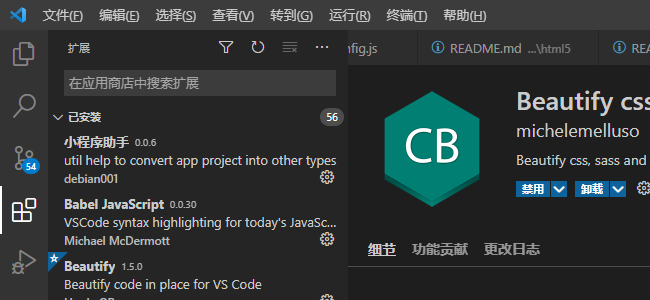 文件(F) 编辑(E) 选择(S) 查看(V) 转到(G) 运行(R) 终端(T) 帮助(H)
扩展
nfig.js
README.md ...\html5
REA
在应用商店中搜索扩展
已安装 56
小程序助手 0.0.6
util help to convert app project into other types
debian001
Babel JavaScript 0.0.30
VSCode syntax highlighting for today's JavaSc...
Michael McDermott
Beautify 1.5.0
Beautify code in place for VS Code
54
CB
Beautify css
michelemelluso
Beautify css, sass and
禁用 卸载
细节 功能贡献 更改日志